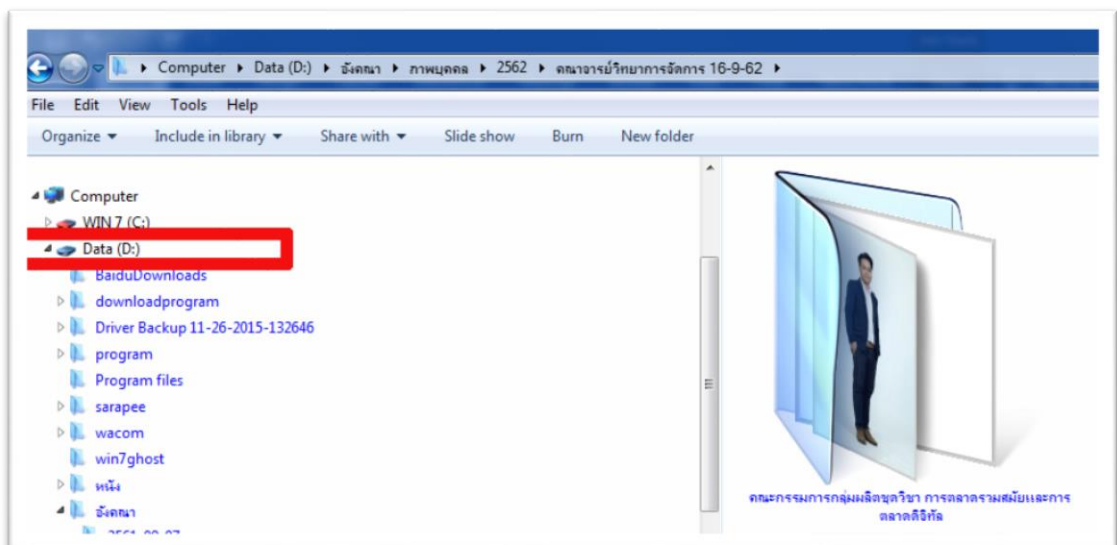 Computer ▸ Data (D:) ▸ อังคณา ▸ ภาพบุคคล ▸ 2562 ▸ คณาจารย์วิทยาการจัดการ 16-9-62 ▸
File Edit View Tools Help
Organize Include in library Share with Slide show Burn New folder
Computer
WIN 7 (C:)
Data (D:)
BaiduDownloads
downloadprogram
Driver Backup 11-26-2015-132646
program
Program files
sarapee
wacom
win7ghost
หนัง
อังคณา
คณะกรรมการกลุ่มผลิตชุดวิชา การตลาดร่วมสมัยและการ
ตลาดดิจิทัล